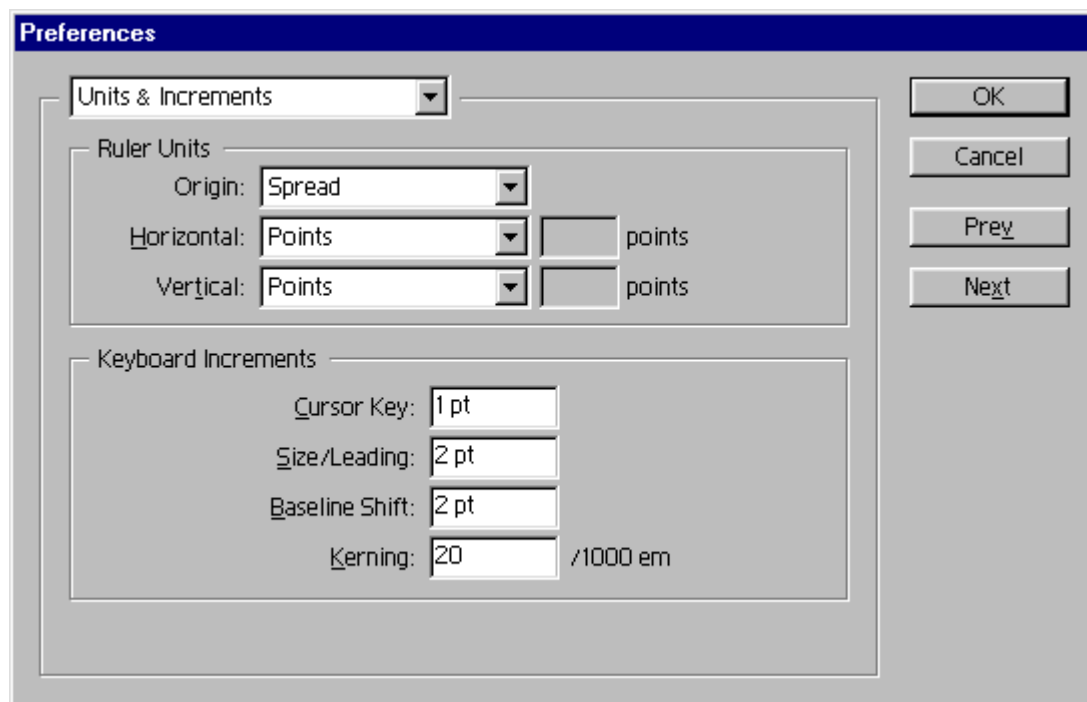 Preferences
Units & Increments
OK
Ruler Units
Cancel
Origin: Spread
Horizontal: Points points
Prev
Vertical: Points points
Next
Keyboard Increments
Cursor Key: 1 pt
Size/Leading: 2 pt
Baseline Shift: 2 pt
Kerning: 20 /1000 em